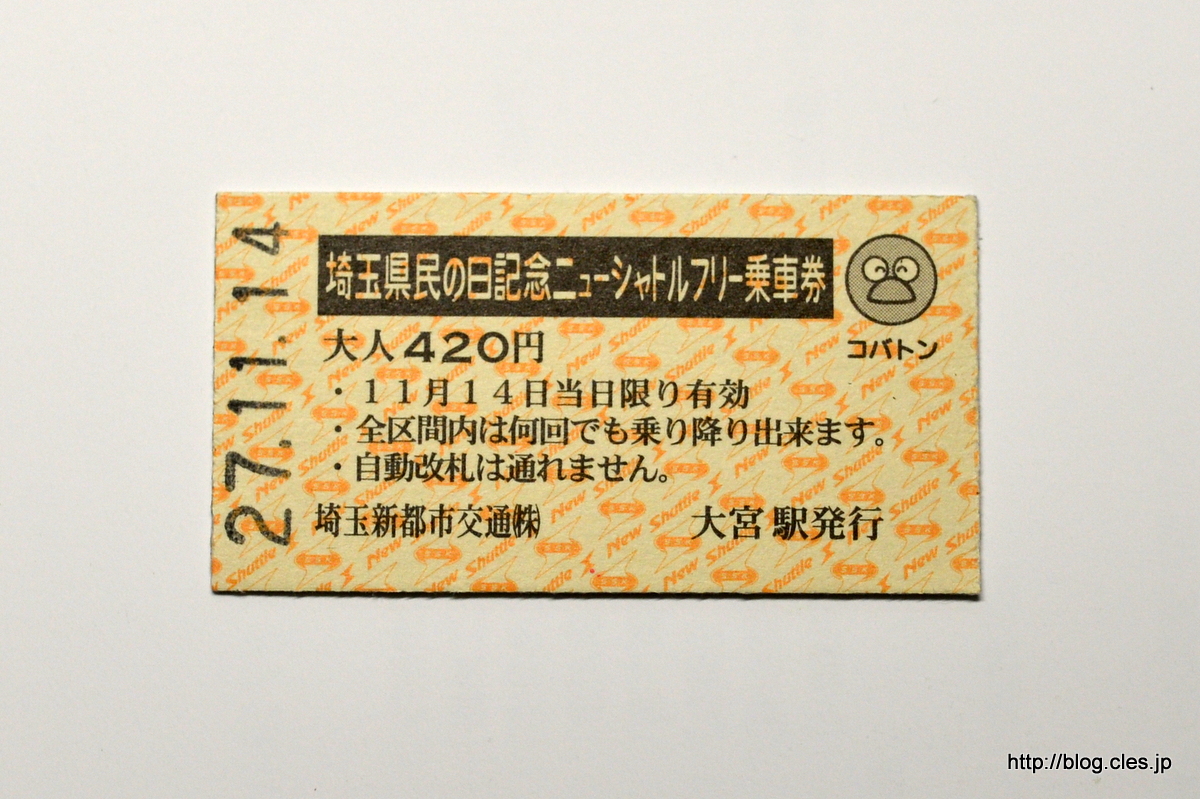 27.11.14
埼玉県民の日記念ニューシャトルフリー乗車券
コバトン
大人420円
・11月14日当日限り有効
・全区間内は何回でも乗り降り出来ます。
・自動改札は通れません。
埼玉新都市交通㈱ 大宮駅発行
New Shuttle
http://blog.cles.jp